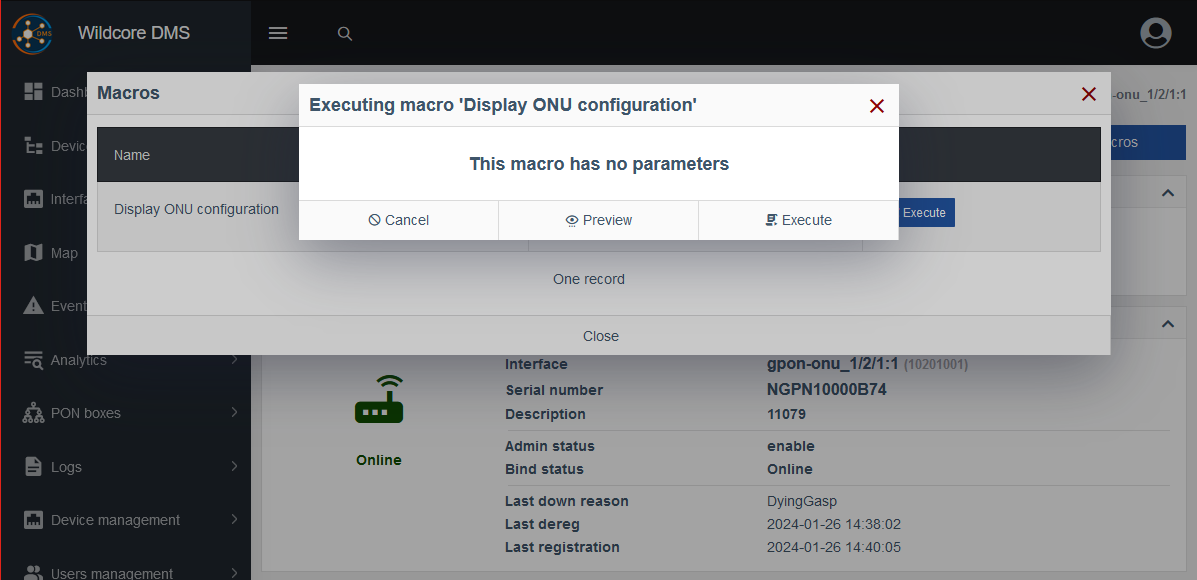 DMS
Wildcore DMS
Dashb
Device
Interfa
Map
Event
Analytics
PON boxes
Logs
Device management
Users management
-onu_1/2/1:1
cros
Macros
Name
Display ONU configuration
Execute
One record
Close
Executing macro 'Display ONU configuration'
This macro has no parameters
Cancel
Preview
Execute
Online
Interface gpon-onu_1/2/1:1 (10201001)
Serial number NGPN10000B74
Description 11079
Admin status enable
Bind status Online
Last down reason DyingGasp
Last dereg 2024-01-26 14:38:02
Last registration 2024-01-26 14:40:05